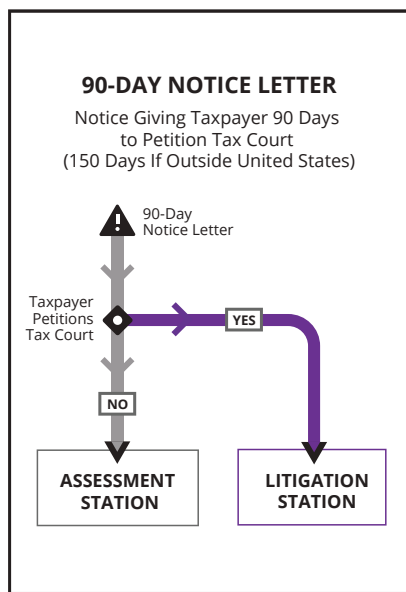 90-DAY NOTICE LETTER
Notice Giving Taxpayer 90 Days
to Petition Tax Court
(150 Days If Outside United States)
90-Day
Notice Letter
Taxpayer
Petitions
Tax Court
YES
NO
ASSESSMENT
STATION
LITIGATION
STATION